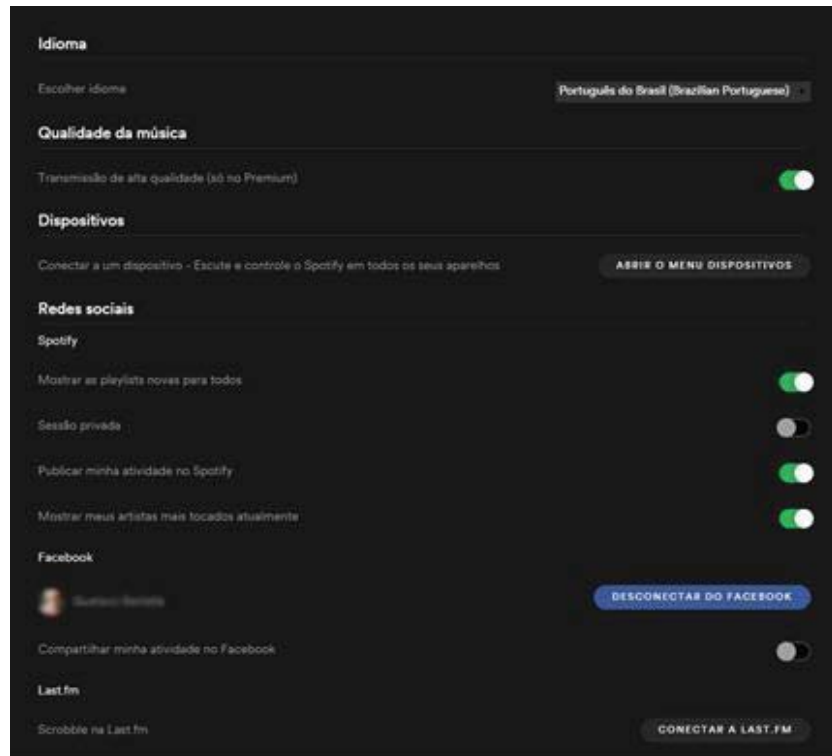 Idioma
Escolher idioma
Português do Brasil (Brazilian Portuguese)
Qualidade da música
Transmissão de alta qualidade (só no Premium)
Dispositivos
Conectar a um dispositivo - Escute e controle o Spotify em todos os seus aparelhos
ABRIR O MENU DISPOSITIVOS
Redes sociais
Spotify
Mostrar as playlists novas para todos
Sessão privada
Publicar minha atividade no Spotify
Mostrar meus artistas mais tocados atualmente
Facebook
DESCONECTAR DO FACEBOOK
Compartilhar minha atividade no Facebook
Last.fm
Scrobble na Last.fm
CONECTAR A LAST.FM